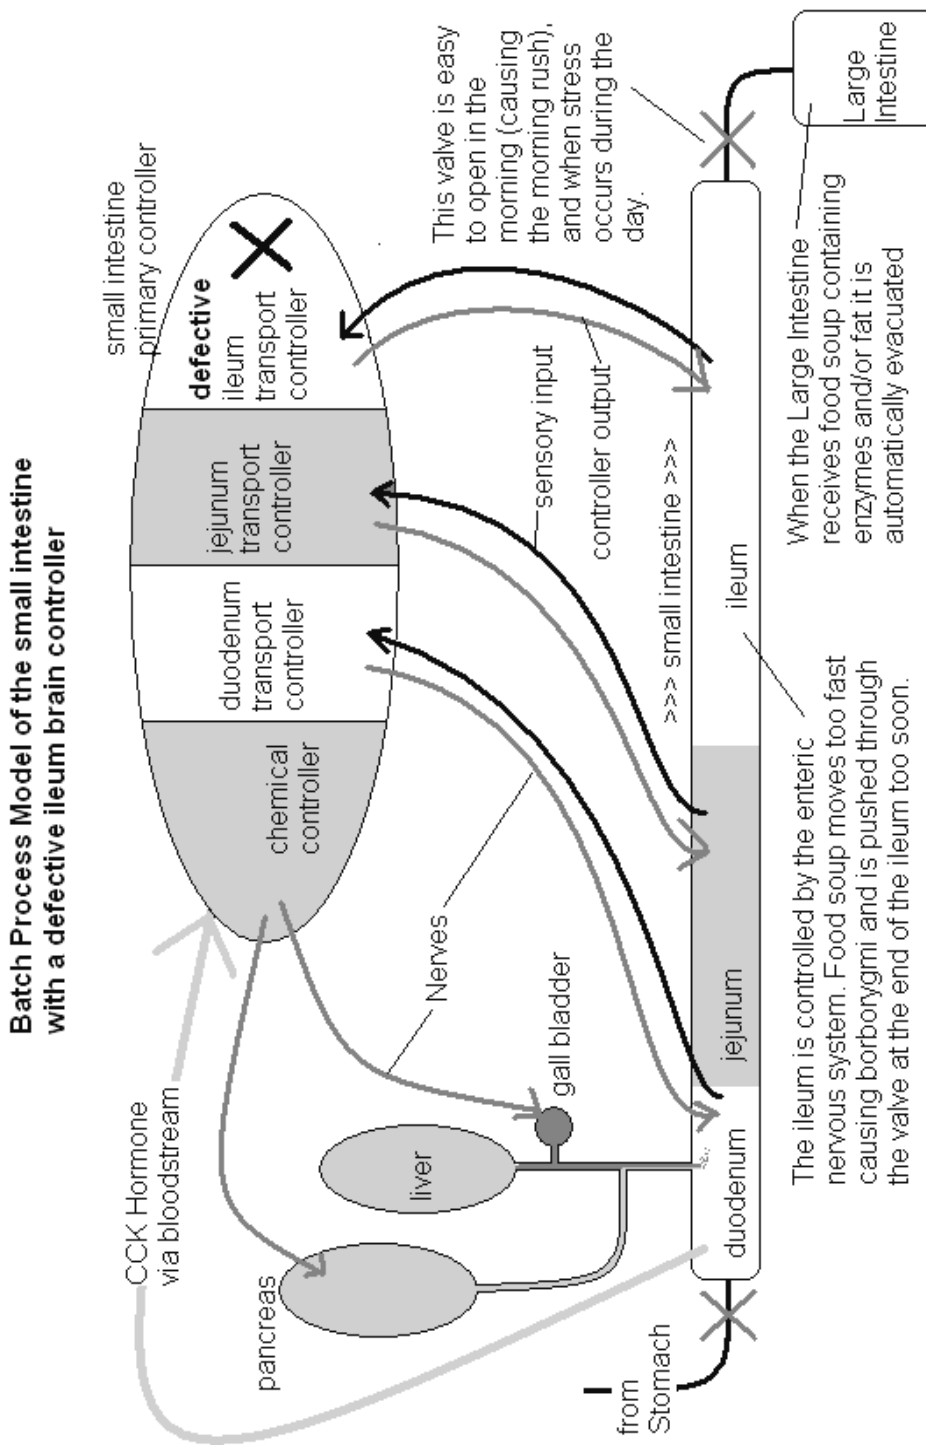 Batch Process Model of the small intestine
with a defective ileum brain controller
CCK Hormone
via bloodstream
small intestine
primary controller
chemical
controller
duodenum
transport
controller
jejunum
transport
controller
defective
ileum
transport
controller
pancreas
liver
gall bladder
Nerves
sensory input
controller output
This valve is easy
to open in the
morning (causing
the morning rush),
and when stress
occurs during the
day.
from
Stomach
>>> small intestine >>>
duodenum
jejunum
ileum
Large
Intestine
The ileum is controlled by the enteric
nervous system. Food soup moves too fast
causing borborygmi and is pushed through
the valve at the end of the ileum too soon.
When the Large Intestine
receives food soup containing
enzymes and/or fat it is
automatically evacuated